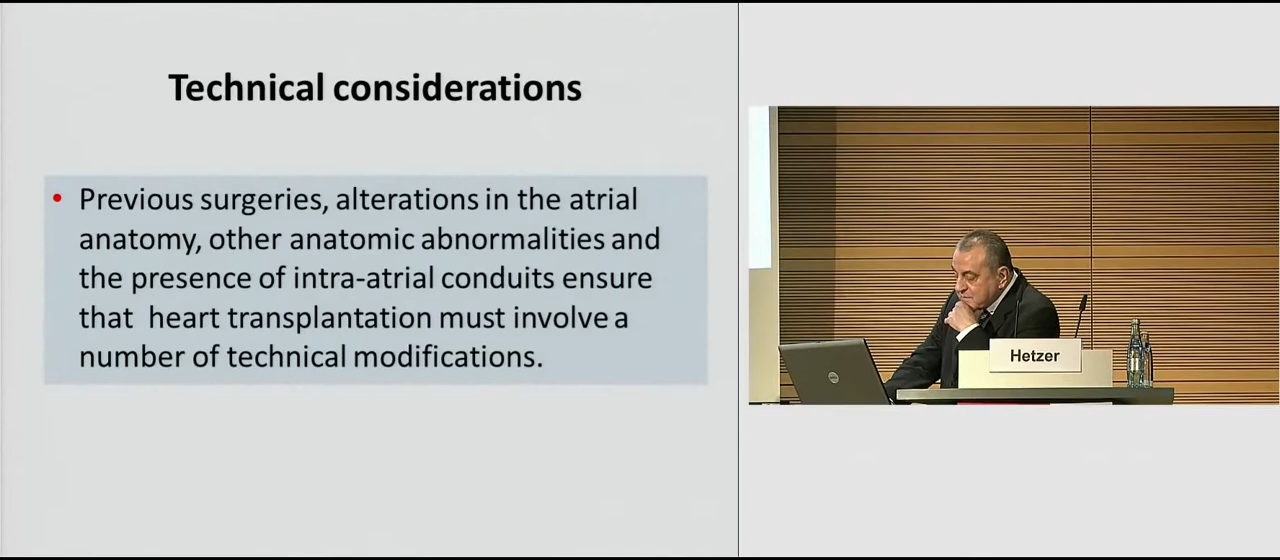 Technical considerations
• Previous surgeries, alterations in the atrial
anatomy, other anatomic abnormalities and
the presence of intra-atrial conduits ensure
that heart transplantation must involve a
number of technical modifications.
Hetzer